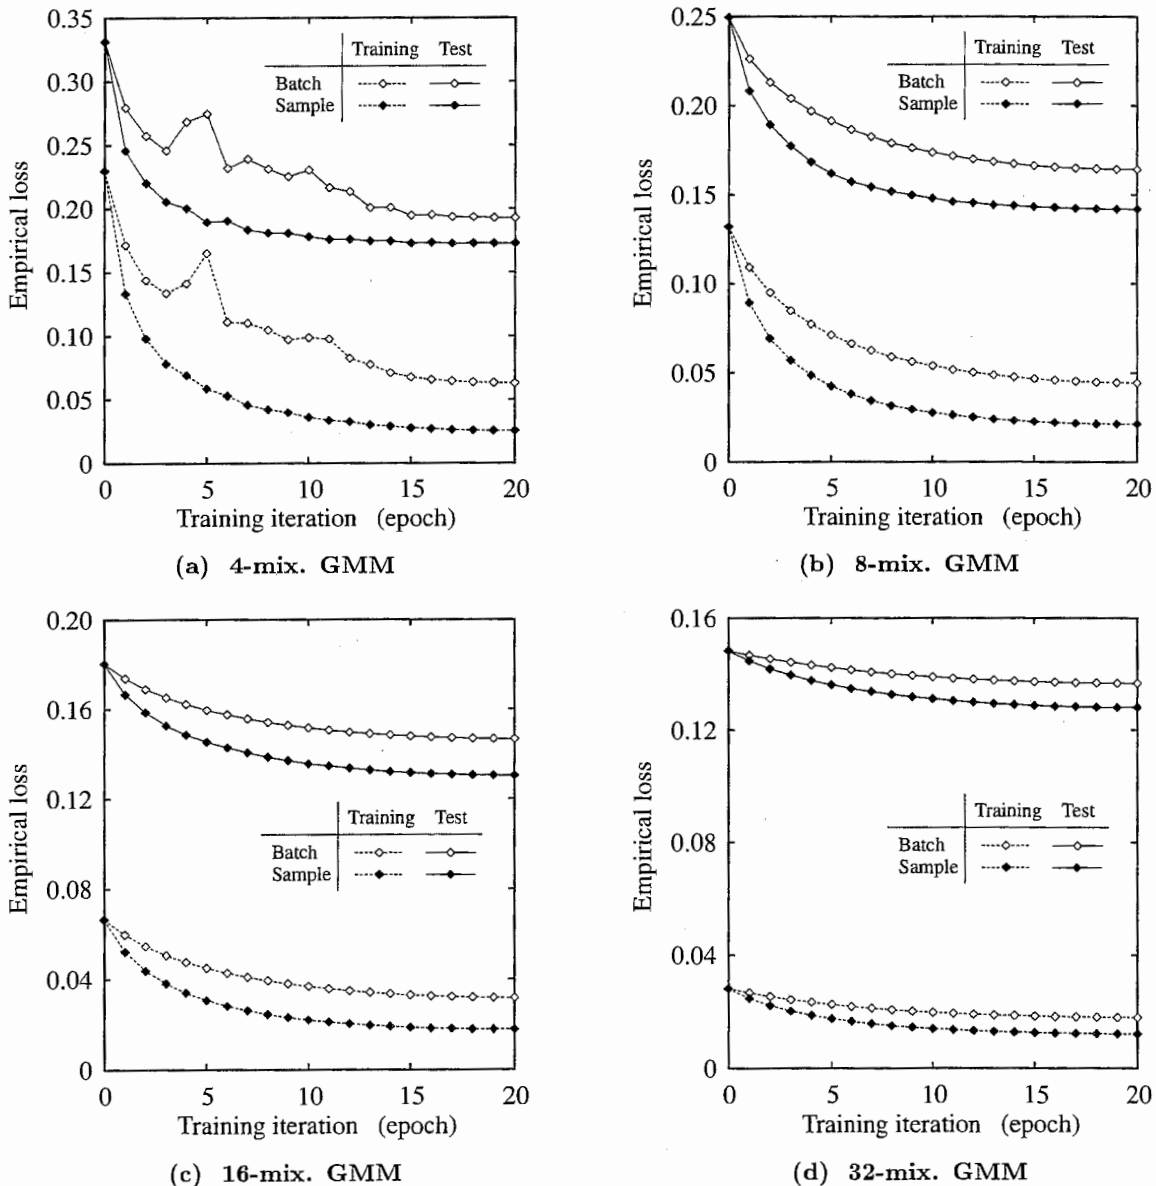 0.35
0.30
0.25
0.20
0.15
0.10
0.05
0
Empirical loss
Training Test
Batch
Sample
0 5 10 15 20
Training iteration (epoch)
(a) 4-mix. GMM
0.25
0.20
0.15
0.10
0.05
0
Empirical loss
Training Test
Batch
Sample
0 5 10 15 20
Training iteration (epoch)
(b) 8-mix. GMM
0.20
0.16
0.12
0.08
0.04
0
Empirical loss
Training Test
Batch
Sample
0 5 10 15 20
Training iteration (epoch)
(c) 16-mix. GMM
0.16
0.12
0.08
0.04
0
Empirical loss
Training Test
Batch
Sample
0 5 10 15 20
Training iteration (epoch)
(d) 32-mix. GMM